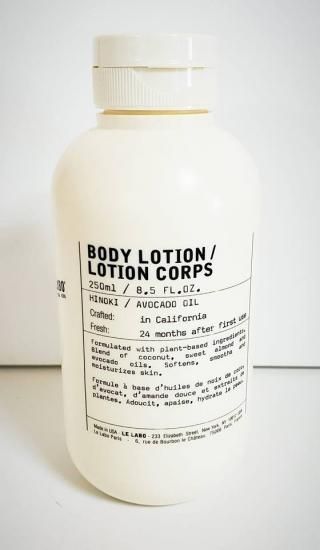 BODY LOTION /
LOTION CORPS
250ml / 8.5 FL.OZ.
HINOKI / AVOCADO OIL
Crafted: in California
Fresh: 24 months after first use
formulated with plant-based ingredients,
Blend of coconut, sweet almond and
avocado oils. Softens, smooths and
moisturizes skin.
formule à base d'huiles de noix de coco,
d'avocat, d'amande douce et extraits de
plantes. Adoucit, apaise, hydrate la peau.
Made in USA · LE LABO · 233 Elizabeth Street, New York, NY 10012 USA
Le Labo Paris · 6, rue de Bourbon le Château, 75006 Paris, France